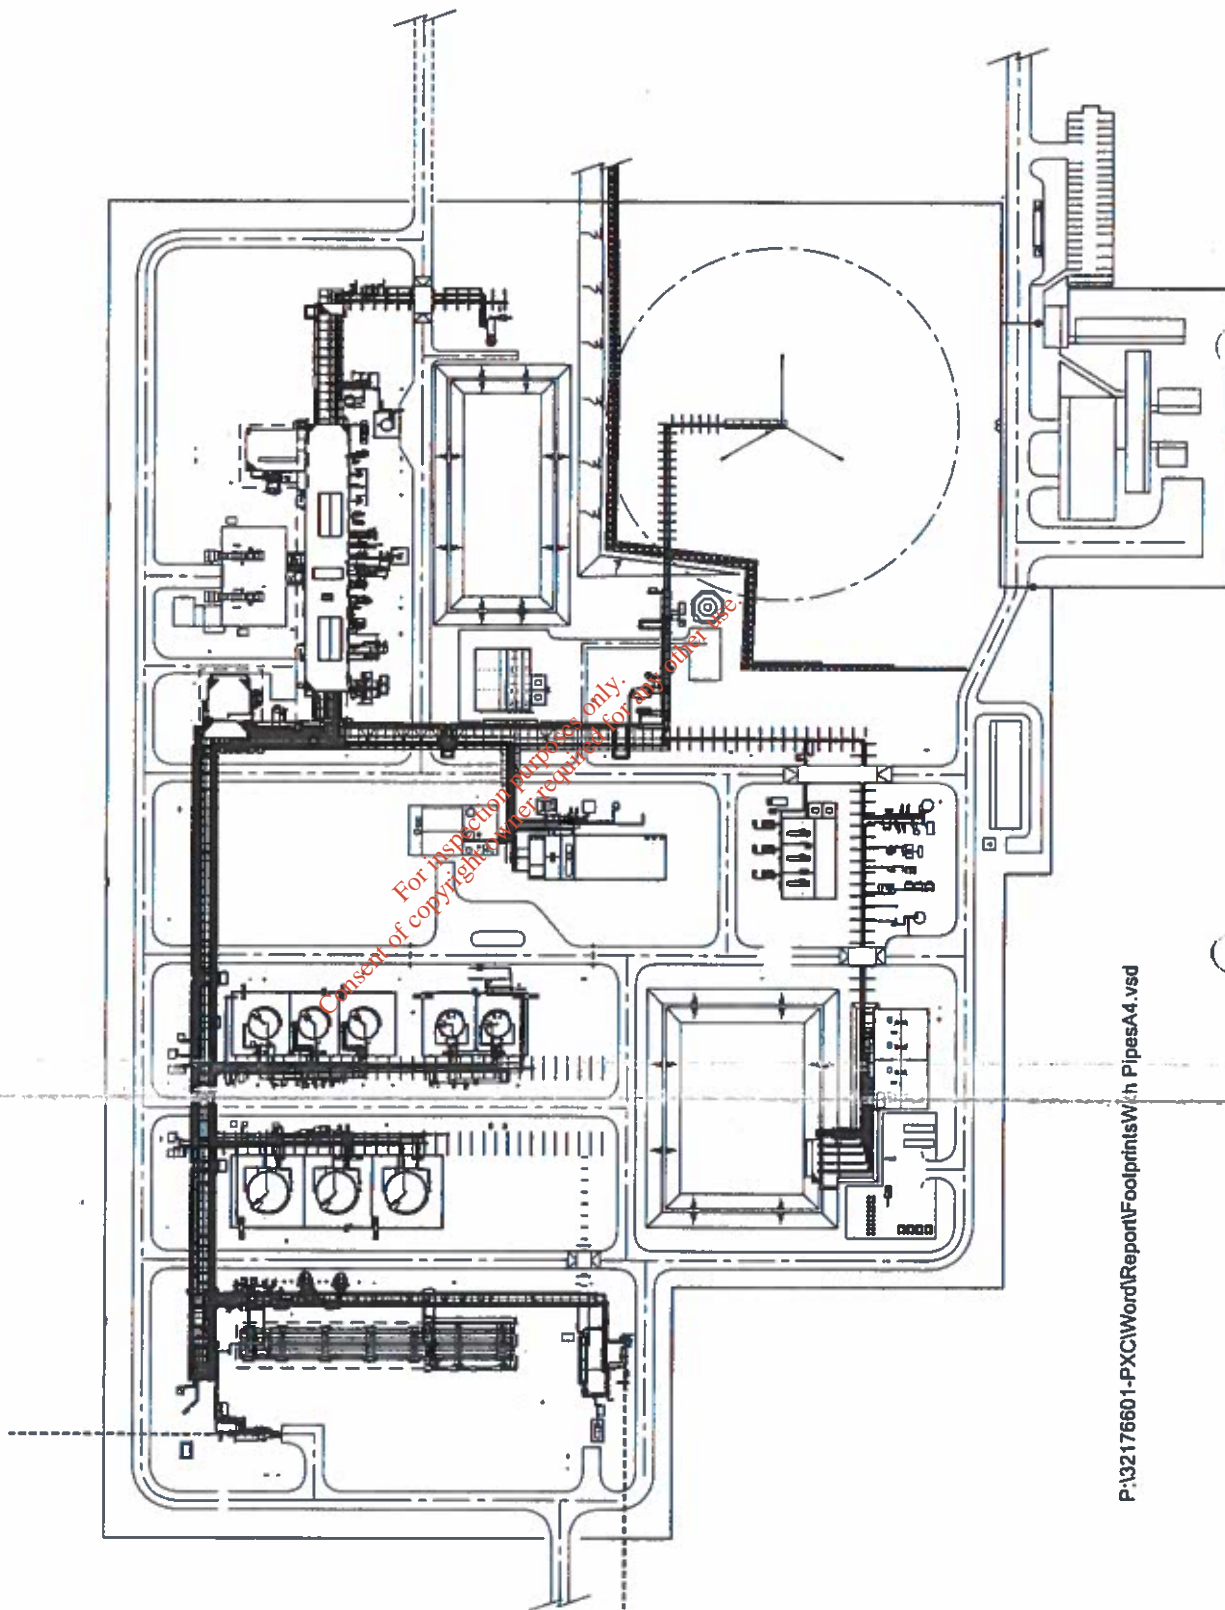 For inspection purposes only.
Consent of copyright owner required for any other use.
P:\32176601-PXC\Word\Report\FootprintsWith PipesA4.vsd